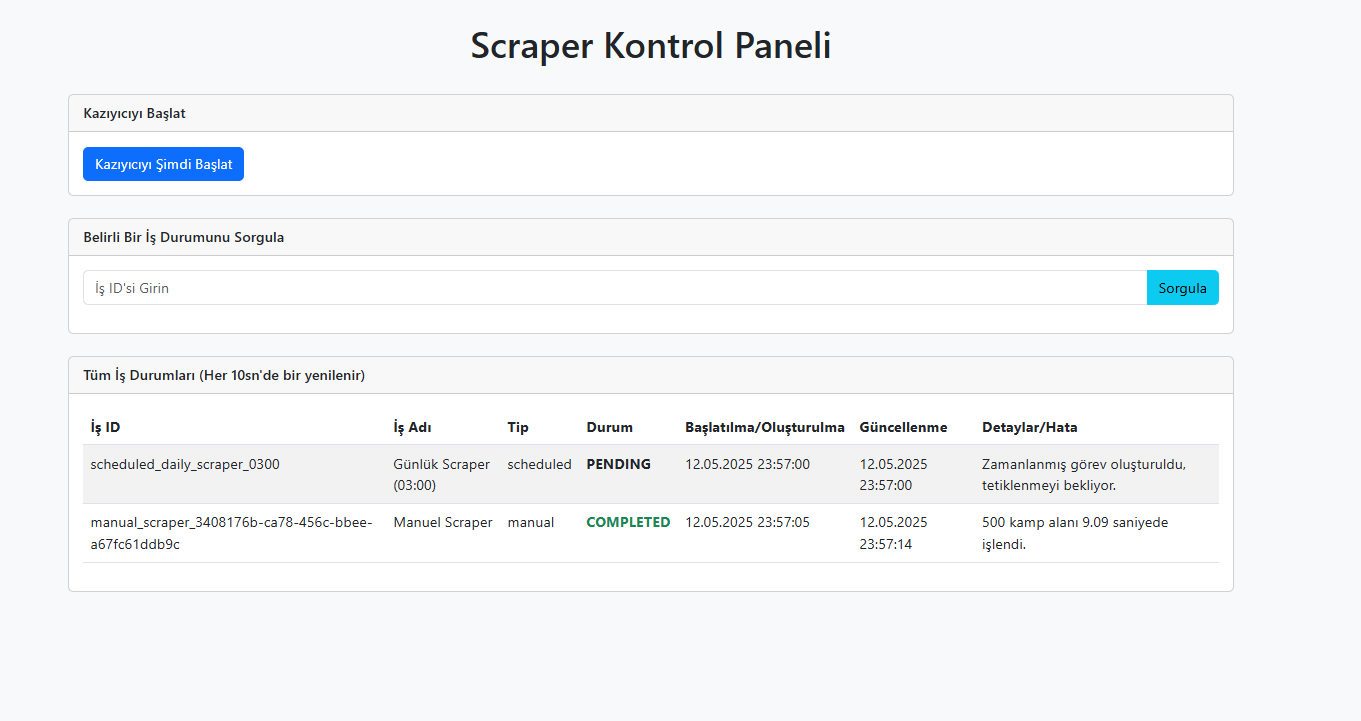 Scraper Kontrol Paneli
Kazıyıcıyı Başlat
Kazıyıcıyı Şimdi Başlat
Belirli Bir İş Durumunu Sorgula
İş ID'si Girin
Sorgula
Tüm İş Durumları (Her 10sn'de bir yenilenir)
İş ID İş Adı Tip Durum Başlatılma/Oluşturulma Güncellenme Detaylar/Hata
scheduled_daily_scraper_0300 Günlük Scraper scheduled PENDING 12.05.2025 23:57:00 12.05.2025 Zamanlanmış görev oluşturuldu,
(03:00) 23:57:00 tetiklenmeyi bekliyor.
manual_scraper_3408176b-ca78-456c-bbee- Manuel Scraper manual COMPLETED 12.05.2025 23:57:05 12.05.2025 500 kamp alanı 9.09 saniyede
a67fc61ddb9c 23:57:14 işlendi.